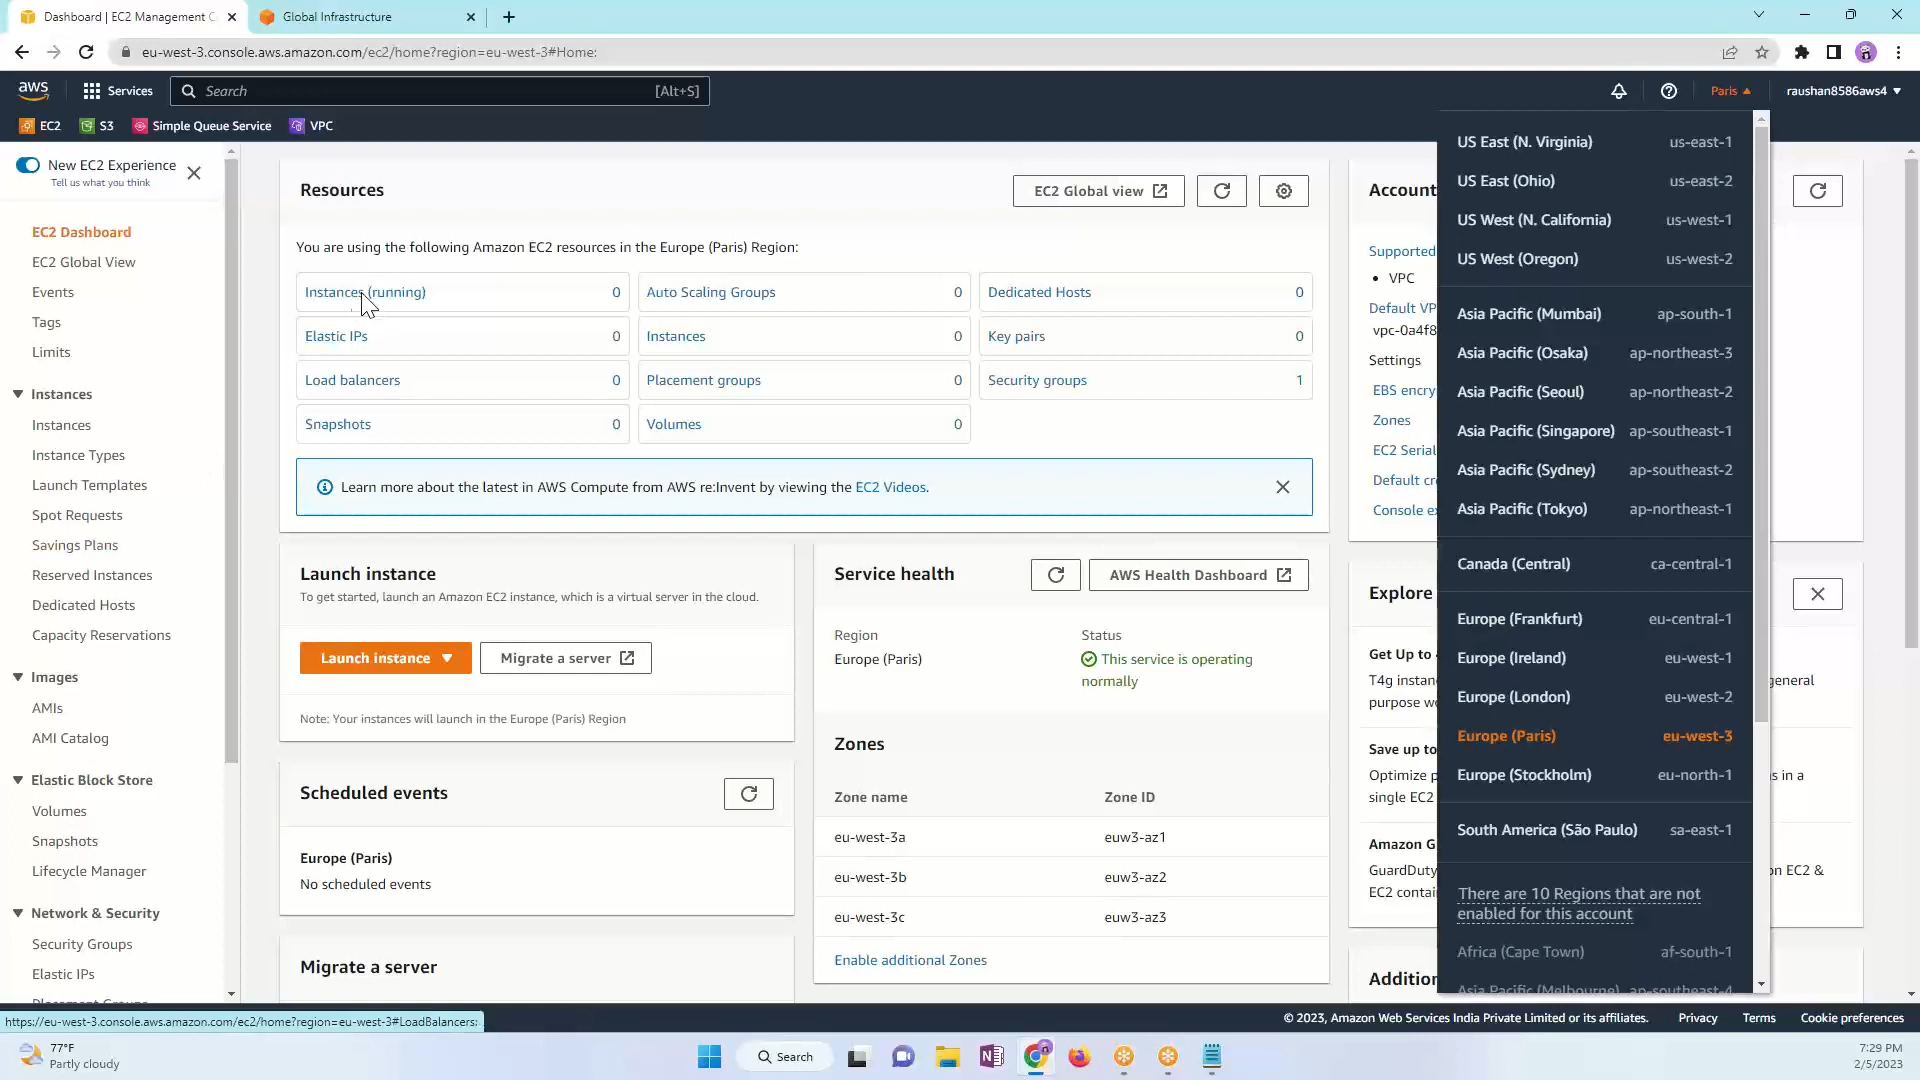 Dashboard | EC2 Management C
Global Infrastructure
eu-west-3.console.aws.amazon.com/ec2/home?region=eu-west-3#Home:
aws
Services
Search
[Alt+S]
Paris
raushan8586aws4
EC2
S3
Simple Queue Service
VPC
New EC2 Experience
Tell us what you think
EC2 Dashboard
EC2 Global View
Events
Tags
Limits
Instances
Instances
Instance Types
Launch Templates
Spot Requests
Savings Plans
Reserved Instances
Dedicated Hosts
Capacity Reservations
Images
AMIs
AMI Catalog
Elastic Block Store
Volumes
Snapshots
Lifecycle Manager
Network & Security
Security Groups
Elastic IPs
Placement Groups
Resources
EC2 Global view
You are using the following Amazon EC2 resources in the Europe (Paris) Region:
Instances (running) 0
Auto Scaling Groups 0
Dedicated Hosts 0
Elastic IPs 0
Instances 0
Key pairs 0
Load balancers 0
Placement groups 0
Security groups 1
Snapshots 0
Volumes 0
Learn more about the latest in AWS Compute from AWS re:Invent by viewing the EC2 Videos.
Launch instance
To get started, launch an Amazon EC2 instance, which is a virtual server in the cloud.
Launch instance
Migrate a server
Note: Your instances will launch in the Europe (Paris) Region
Scheduled events
Europe (Paris)
No scheduled events
Migrate a server
Service health
AWS Health Dashboard
Region
Europe (Paris)
Status
This service is operating
normally
Zones
Zone name Zone ID
eu-west-3a euw3-az1
eu-west-3b euw3-az2
eu-west-3c euw3-az3
Enable additional Zones
Account
Supported
VPC
Default VP
vpc-0a4f8
Settings
EBS encry
Zones
EC2 Serial
Default cr
Console e
Explore
Get Up to
T4g instan
general
purpose w
Save up to
Optimize p
s in a
single EC2
Amazon G
GuardDuty
on EC2 &
EC2 contai
Addition
US East (N. Virginia) us-east-1
US East (Ohio) us-east-2
US West (N. California) us-west-1
US West (Oregon) us-west-2
Asia Pacific (Mumbai) ap-south-1
Asia Pacific (Osaka) ap-northeast-3
Asia Pacific (Seoul) ap-northeast-2
Asia Pacific (Singapore) ap-southeast-1
Asia Pacific (Sydney) ap-southeast-2
Asia Pacific (Tokyo) ap-northeast-1
Canada (Central) ca-central-1
Europe (Frankfurt) eu-central-1
Europe (Ireland) eu-west-1
Europe (London) eu-west-2
Europe (Paris) eu-west-3
Europe (Stockholm) eu-north-1
South America (São Paulo) sa-east-1
There are 10 Regions that are not
enabled for this account
Africa (Cape Town) af-south-1
Asia Pacific (Melbourne) ap-southeast-4
https://eu-west-3.console.aws.amazon.com/ec2/home?region=eu-west-3#LoadBalancers:
© 2023, Amazon Web Services India Private Limited or its affiliates.
Privacy
Terms
Cookie preferences
77°F
Partly cloudy
Search
7:29 PM
2/5/2023